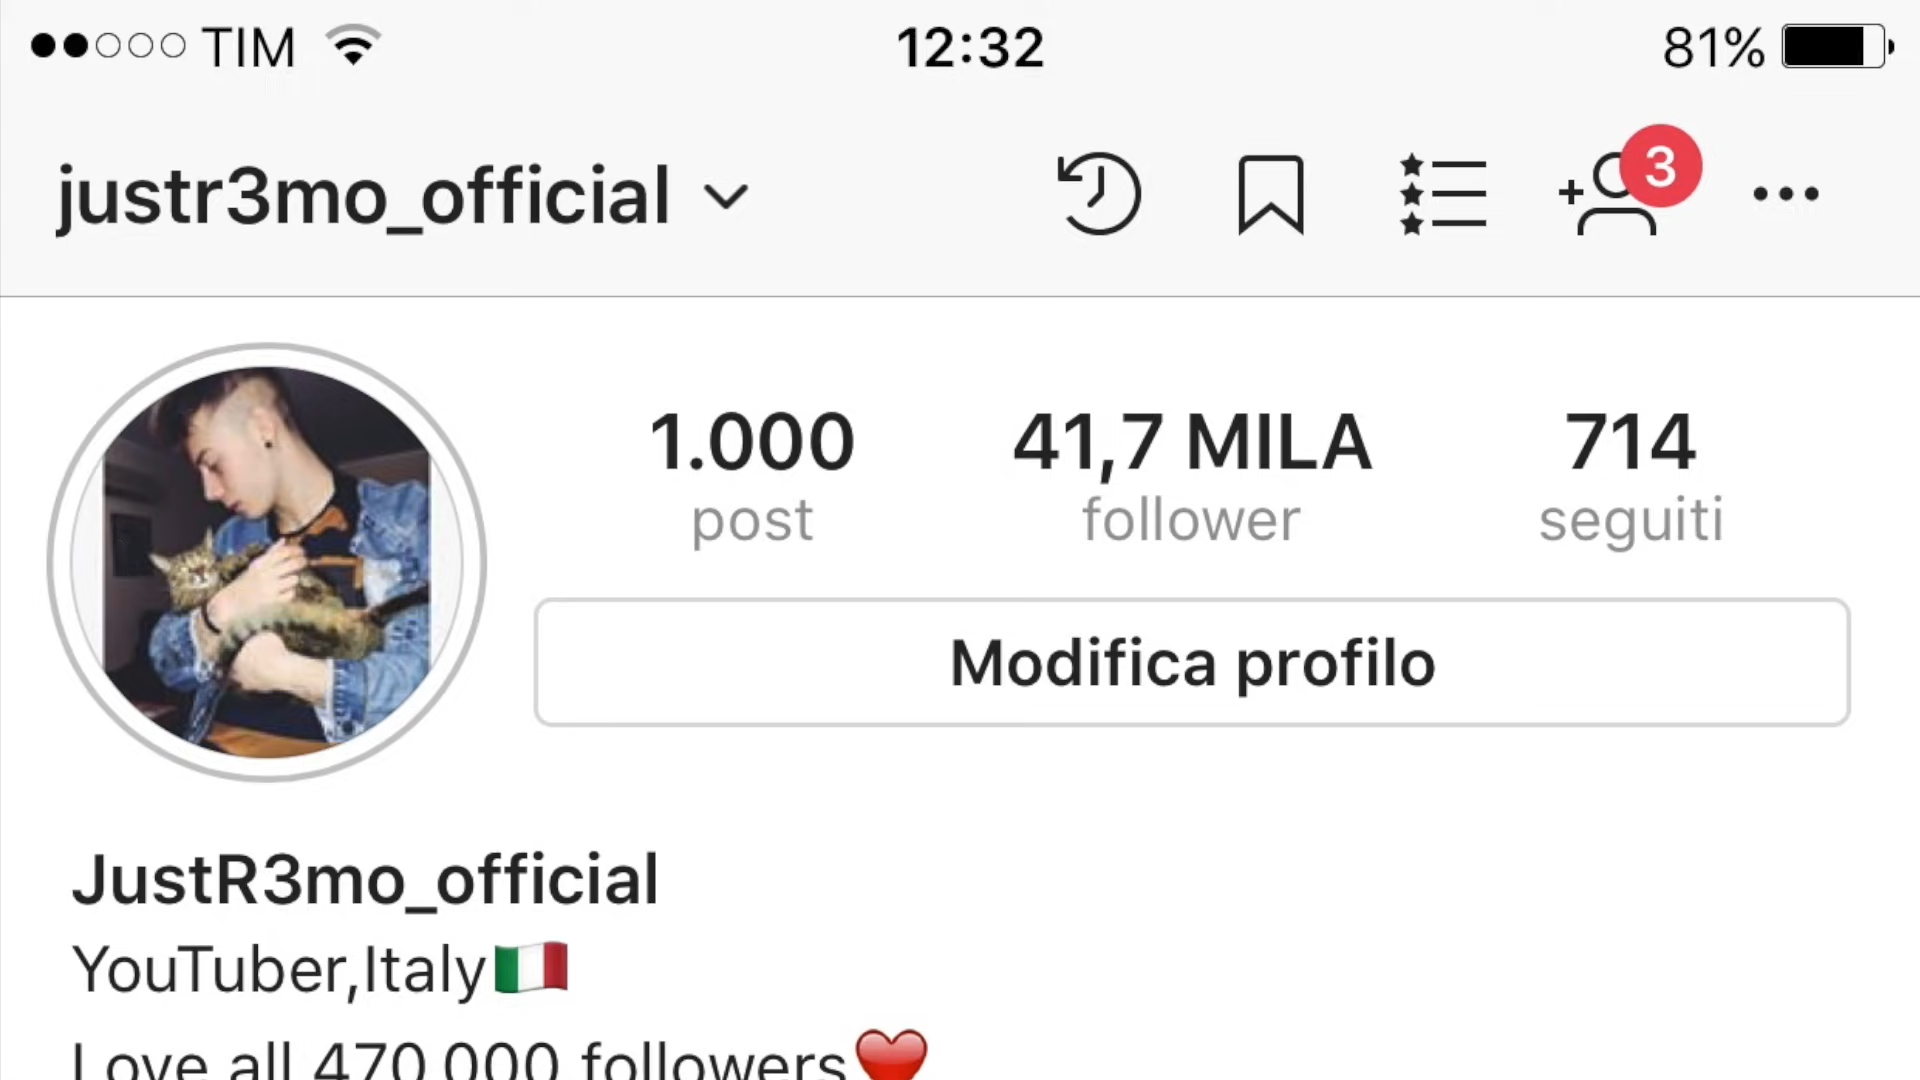 TIM 12:32 81%
justr3mo_official 3
1.000 41,7 MILA 714
post follower seguiti
Modifica profilo
JustR3mo_official
YouTuber,Italy🇮🇹
Love all 470.000 followers❤️